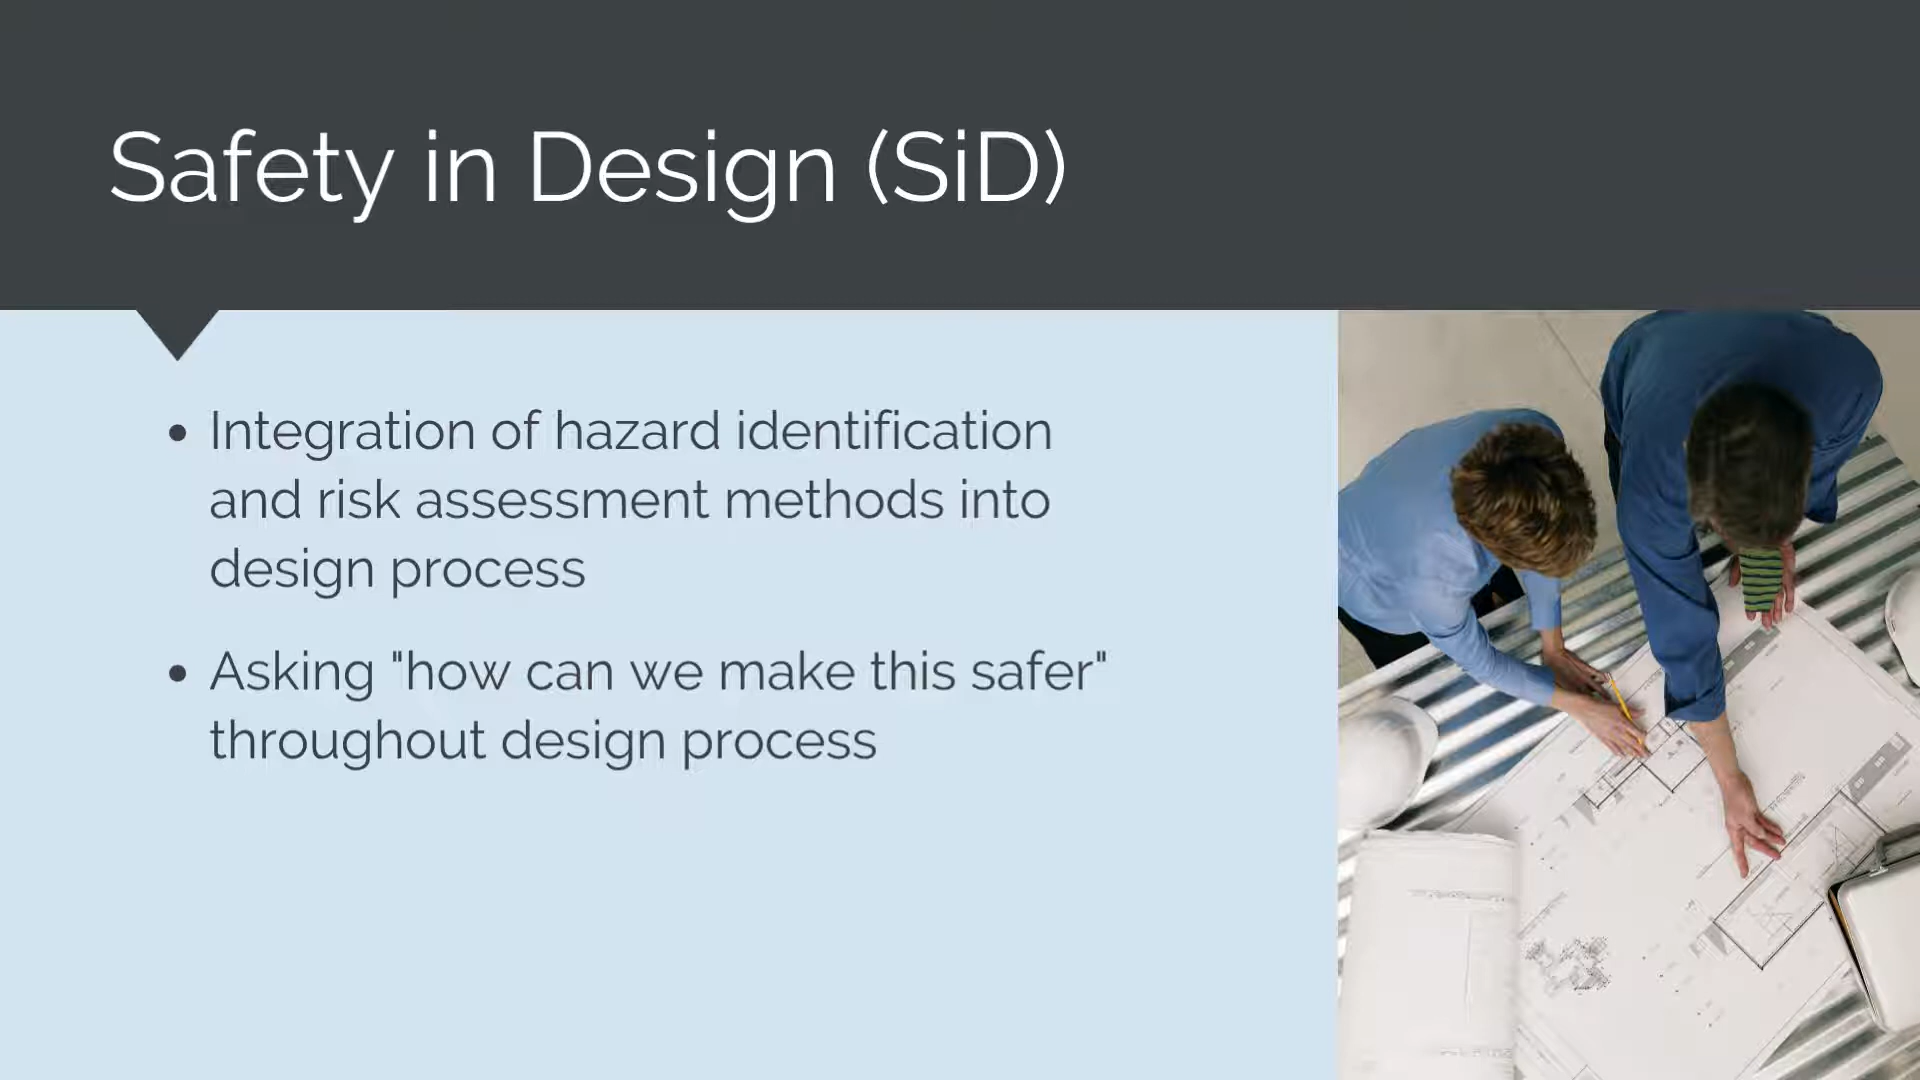 Safety in Design (SiD)
• Integration of hazard identification
and risk assessment methods into
design process
• Asking "how can we make this safer"
throughout design process